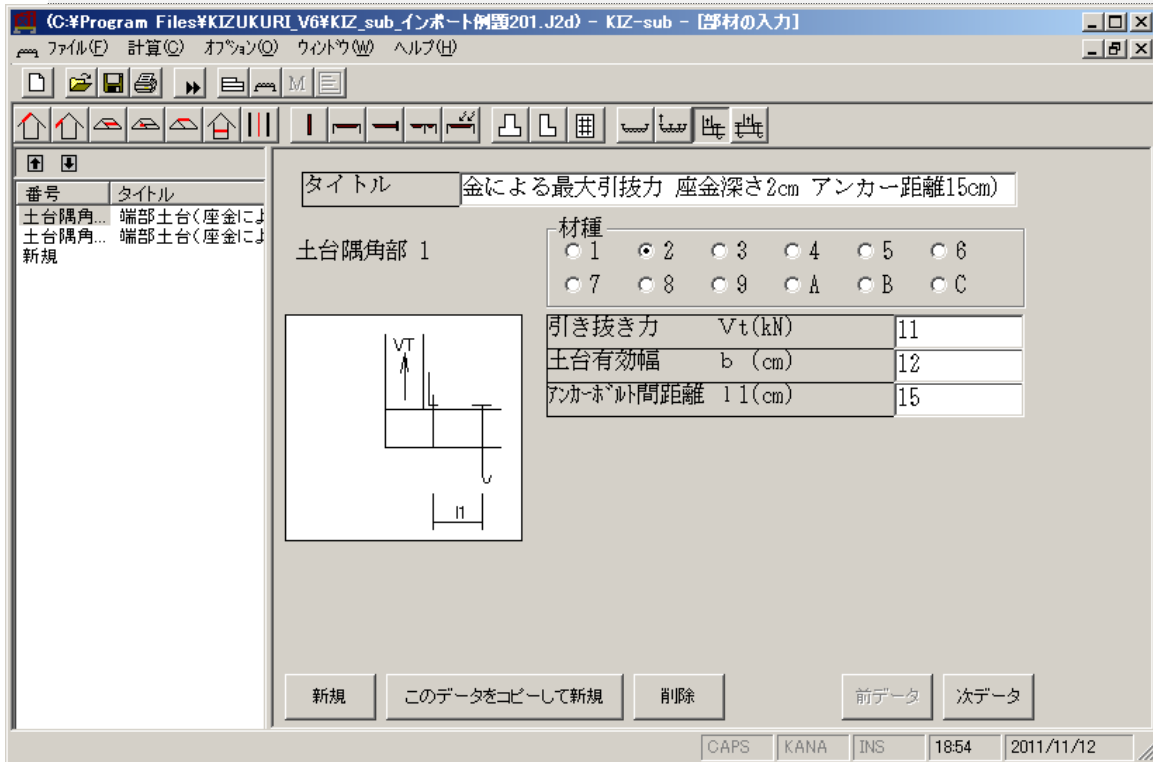 (C:¥Program Files¥KIZUKURI_V6¥KIZ_sub_インポート例題201.J2d) - KIZ-sub - [部材の入力]
ファイル(F) 計算(C) オプション(O) ウィンドウ(W) ヘルプ(H)
M
番号 タイトル
土台隅角... 端部土台(座金によ
土台隅角... 端部土台(座金によ
新規
タイトル 金による最大引抜力 座金深さ2cm アンカー距離15cm)
土台隅角部 1
材種
1 2 3 4 5 6
7 8 9 A B C
引き抜き力 Vt(kN) 11
土台有効幅 b (cm) 12
アンカーボルト間距離 l1(cm) 15
VT
l1
新規 このデータをコピーして新規 削除 前データ 次データ
CAPS KANA INS 18:54 2011/11/12